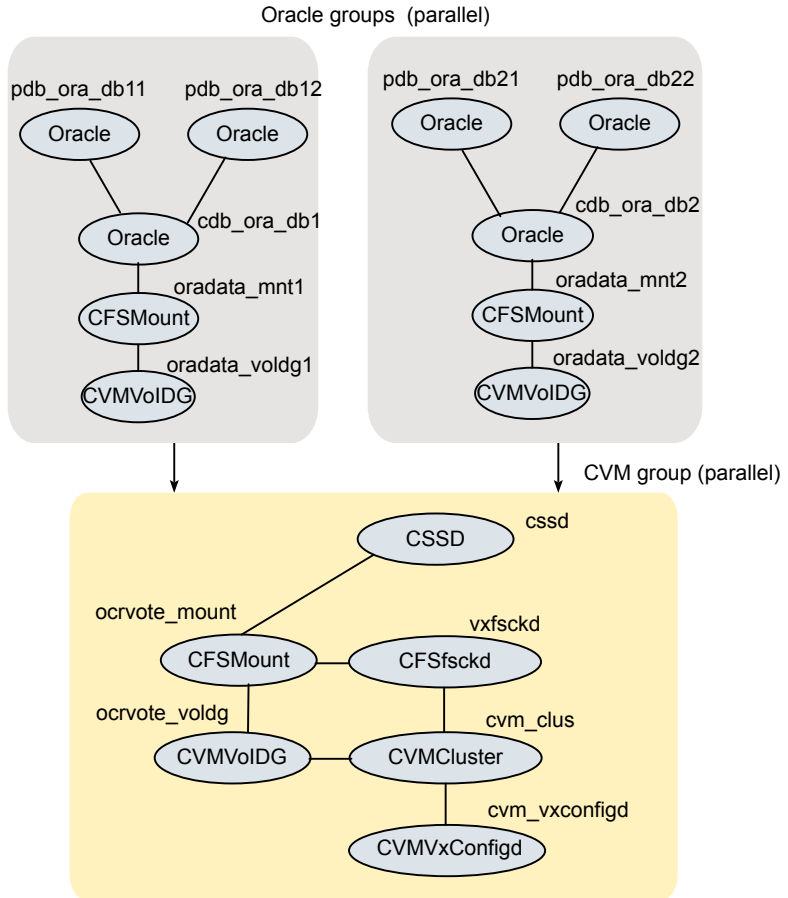 Oracle groups (parallel)
pdb_ora_db11 pdb_ora_db12
Oracle Oracle
cdb_ora_db1
Oracle
oradata_mnt1
CFSMount
oradata_voldg1
CVMVolDG
pdb_ora_db21 pdb_ora_db22
Oracle Oracle
cdb_ora_db2
Oracle
oradata_mnt2
CFSMount
oradata_voldg2
CVMVolDG
CVM group (parallel)
cssd
CSSD
ocrvote_mount
vxfsckd
CFSMount CFSfsckd
ocrvote_voldg
cvm_clus
CVMVolDG CVMCluster
cvm_vxconfigd
CVMVxConfigd